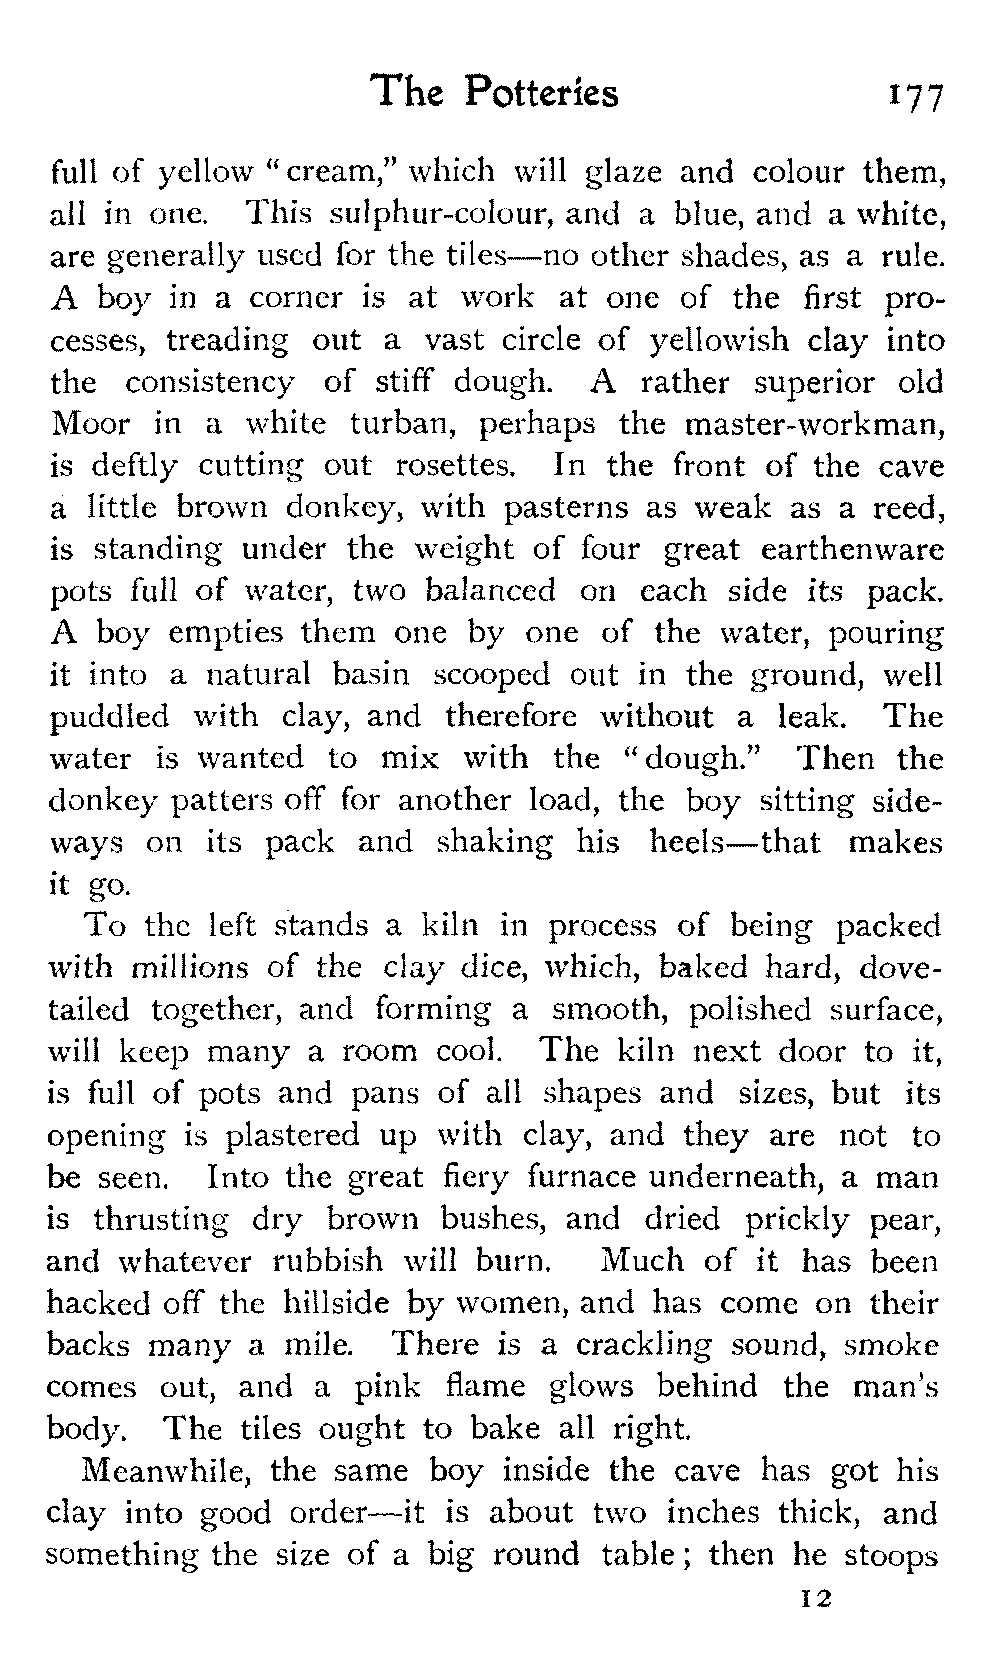 The Potteries 177
full of yellow “cream,” which will glaze and colour them,
all in one. This sulphur-colour, and a blue, and a white,
are generally used for the tiles—no other shades, as a rule.
A boy in a corner is at work at one of the first pro-
cesses, treading out a vast circle of yellowish clay into
the consistency of stiff dough. A rather superior old
Moor in a white turban, perhaps the master-workman,
is deftly cutting out rosettes. In the front of the cave
a little brown donkey, with pasterns as weak as a reed,
is standing under the weight of four great earthenware
pots full of water, two balanced on each side its pack.
A boy empties them one by one of the water, pouring
it into a natural basin scooped out in the ground, well
puddled with clay, and therefore without a leak. The
water is wanted to mix with the “dough.” Then the
donkey patters off for another load, the boy sitting side-
ways on its pack and shaking his heels—that makes
it go.
To the left stands a kiln in process of being packed
with millions of the clay dice, which, baked hard, dove-
tailed together, and forming a smooth, polished surface,
will keep many a room cool. The kiln next door to it,
is full of pots and pans of all shapes and sizes, but its
opening is plastered up with clay, and they are not to
be seen. Into the great fiery furnace underneath, a man
is thrusting dry brown bushes, and dried prickly pear,
and whatever rubbish will burn. Much of it has been
hacked off the hillside by women, and has come on their
backs many a mile. There is a crackling sound, smoke
comes out, and a pink flame glows behind the man's
body. The tiles ought to bake all right.
Meanwhile, the same boy inside the cave has got his
clay into good order—it is about two inches thick, and
something the size of a big round table; then he stoops
12